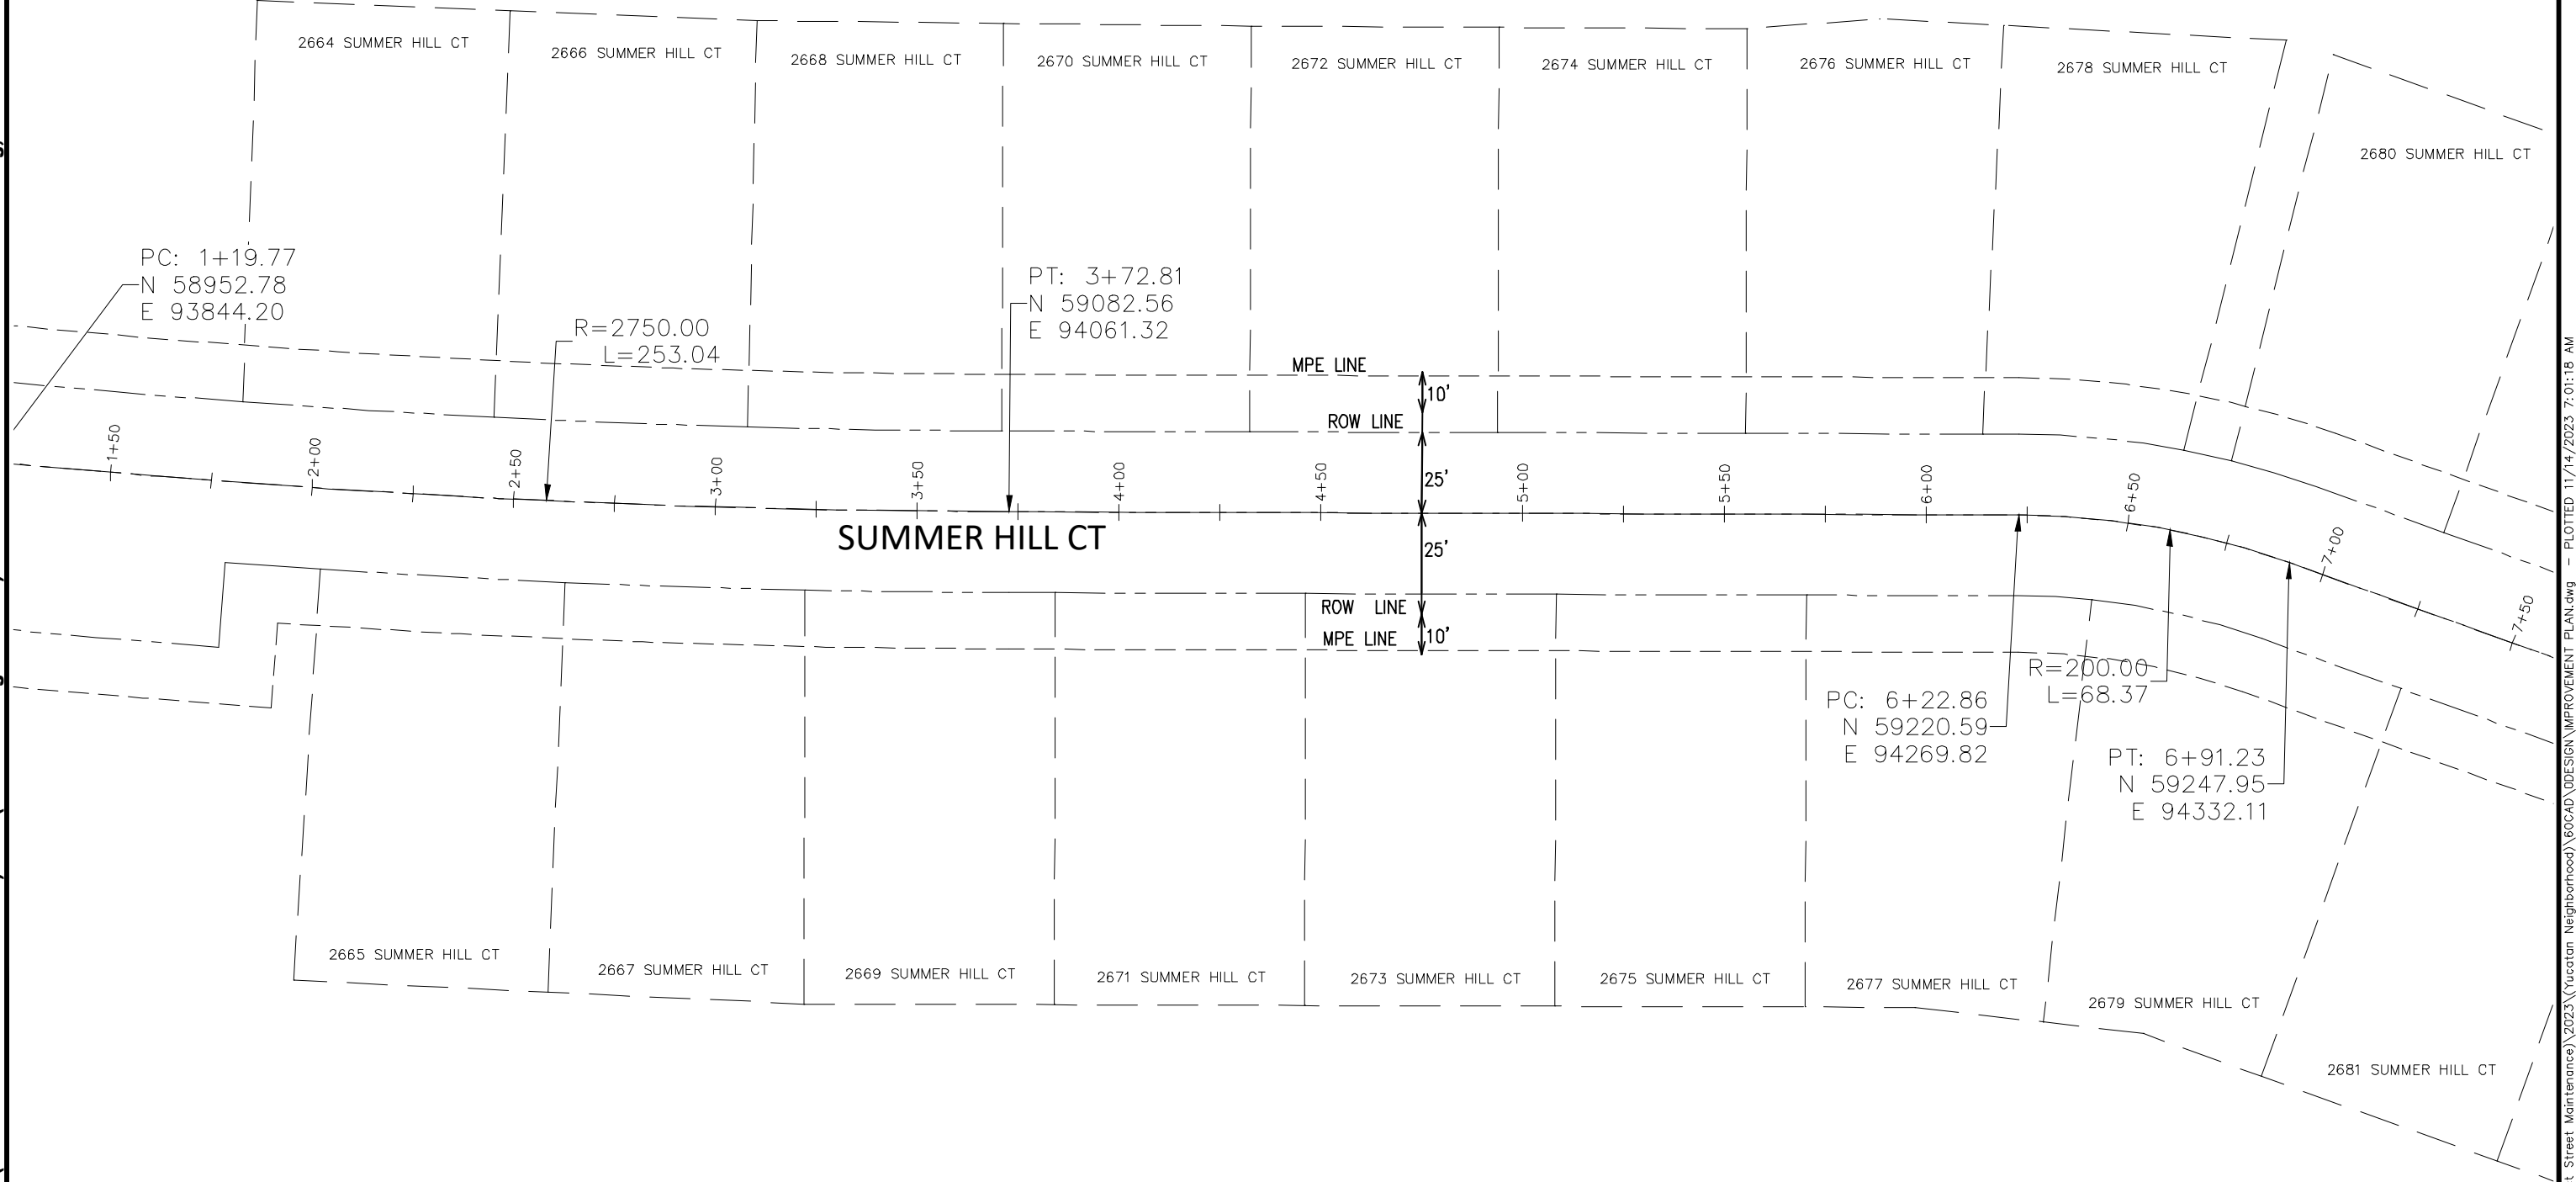 2664 SUMMER HILL CT
2666 SUMMER HILL CT
2668 SUMMER HILL CT
2670 SUMMER HILL CT
2672 SUMMER HILL CT
2674 SUMMER HILL CT
2676 SUMMER HILL CT
2678 SUMMER HILL CT
2680 SUMMER HILL CT
PC: 1+19.77
N 58952.78
E 93844.20
R=2750.00
L=253.04
PT: 3+72.81
N 59082.56
E 94061.32
MPE LINE
10'
ROW LINE
25'
1+50
2+00
2+50
3+00
3+50
4+00
4+50
5+00
5+50
6+00
6+50
7+00
7+50
SUMMER HILL CT
25'
ROW LINE
MPE LINE
10'
R=200.00
L=68.37
PC: 6+22.86
N 59220.59
E 94269.82
PT: 6+91.23
N 59247.95
E 94332.11
2665 SUMMER HILL CT
2667 SUMMER HILL CT
2669 SUMMER HILL CT
2671 SUMMER HILL CT
2673 SUMMER HILL CT
2675 SUMMER HILL CT
2677 SUMMER HILL CT
2679 SUMMER HILL CT
2681 SUMMER HILL CT
Street Maintenance)\2023\(Yucatan Neighborhood)\60CAD\0DESIGN\IMPROVEMENT PLAN.dwg - PLOTTED 11/14/2023 7:01:18 AM